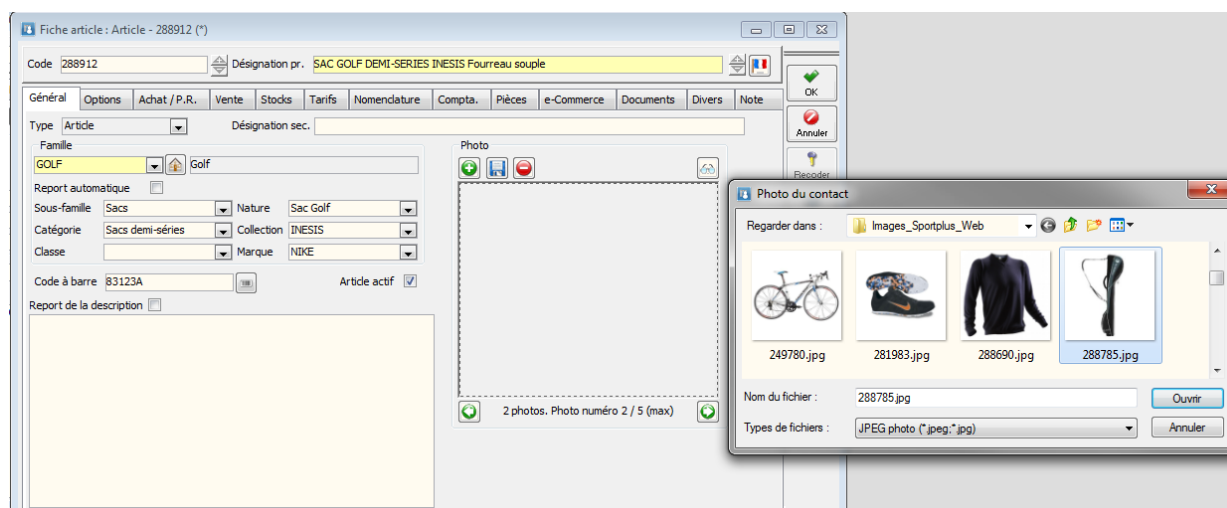 Fiche article : Article - 288912 (*)
Code 288912 Désignation pr. SAC GOLF DEMI-SERIES INESIS Fourreau souple
OK
Général Options Achat / P.R. Vente Stocks Tarifs Nomenclature Compta. Pièces e-Commerce Documents Divers Note
Type Article Désignation sec.
Annuler
Famille
Photo
GOLF Golf
Recoder
Report automatique
Sous-famille Sacs Nature Sac Golf
Catégorie Sacs demi-séries Collection INESIS
Classe Marque NIKE
Code à barre 83123A Article actif
Report de la description
2 photos. Photo numéro 2 / 5 (max)
Photo du contact
Regarder dans : Images_Sportplus_Web
249780.jpg 281983.jpg 288690.jpg 288785.jpg
Nom du fichier : 288785.jpg Ouvrir
Types de fichiers : JPEG photo (*.jpeg;*.jpg) Annuler